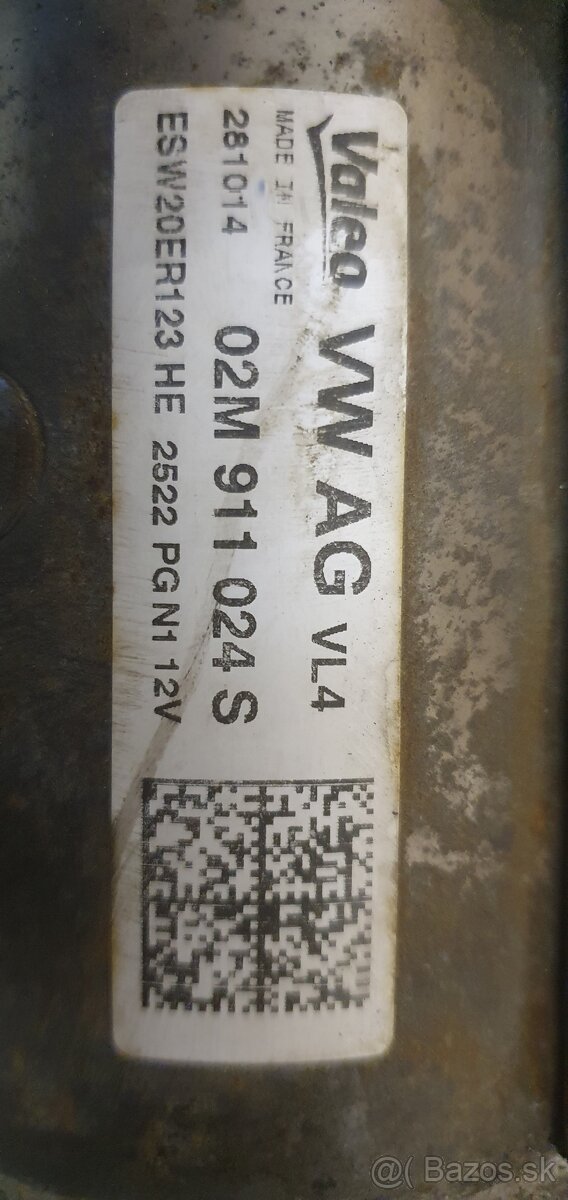 Valeo VW AG VL4
MADE IN FRANCE
281014 02M 911 024 S
ESW20ER123 HE 2522 PG N1 12V
@ Bazos.sk